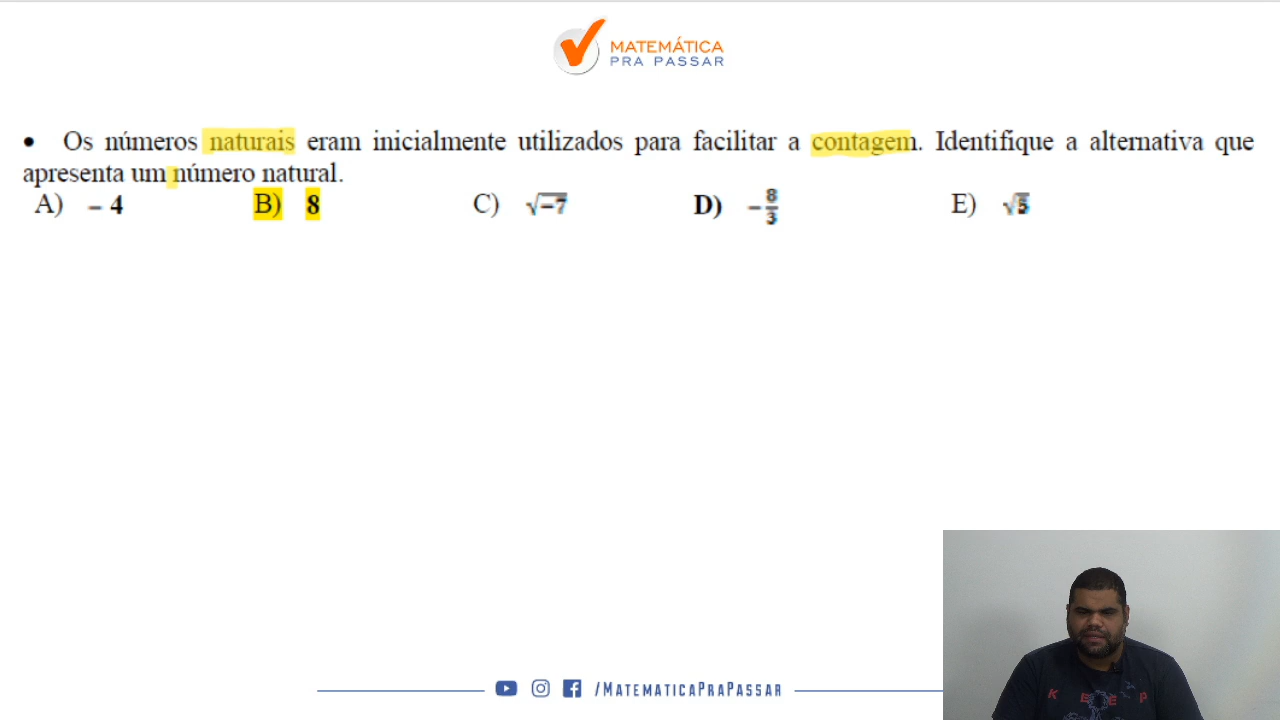 MATEMÁTICA
PRA PASSAR
• Os números naturais eram inicialmente utilizados para facilitar a contagem. Identifique a alternativa que
apresenta um número natural.
A) – 4 B) 8 C) √−7 D) −8/3 E) √5
K E E P
/MATEMATICAPRAPASSAR